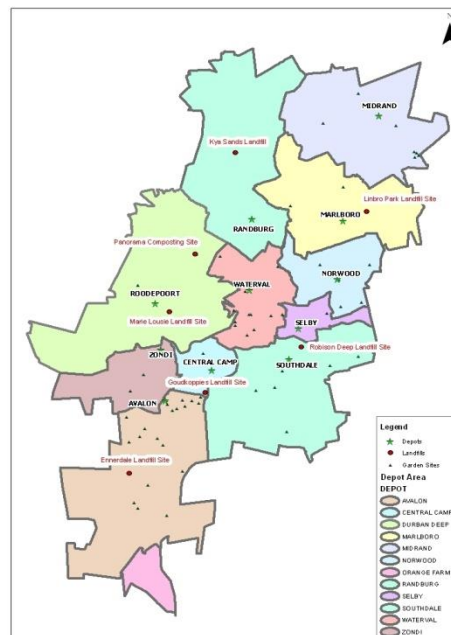 N
MIDRAND
Kya Sands Landfill
Linbro Park Landfill Site
MARLBORO
RANDBURG
Panorama Composting Site
NORWOOD
WATERVAL
ROODEPOORT
Marie Lousie Landfill Site
SELBY
Robison Deep Landfill Site
ZONDI
CENTRAL CAMP
SOUTHDALE
Goudkoppies Landfill Site
AVALON
Ennerdale Landfill Site
Legend
Depots
Landfills
Garden Sites
Depot Area
DEPOT
AVALON
CENTRAL CAMP
DURBAN DEEP
MARLBORO
MIDRAND
NORWOOD
ORANGE FARM
RANDBURG
SELBY
SOUTHDALE
WATERVAL
ZONDI